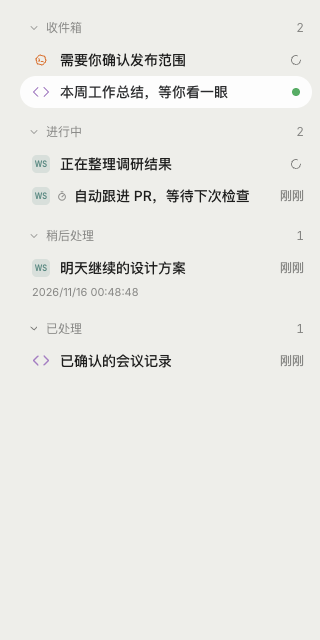 收件箱 2
需要你确认发布范围
本周工作总结，等你看一眼
进行中 2
WS 正在整理调研结果
WS 自动跟进 PR，等待下次检查 刚刚
稍后处理 1
WS 明天继续的设计方案 刚刚
2026/11/16 00:48:48
已处理 1
已确认的会议记录 刚刚